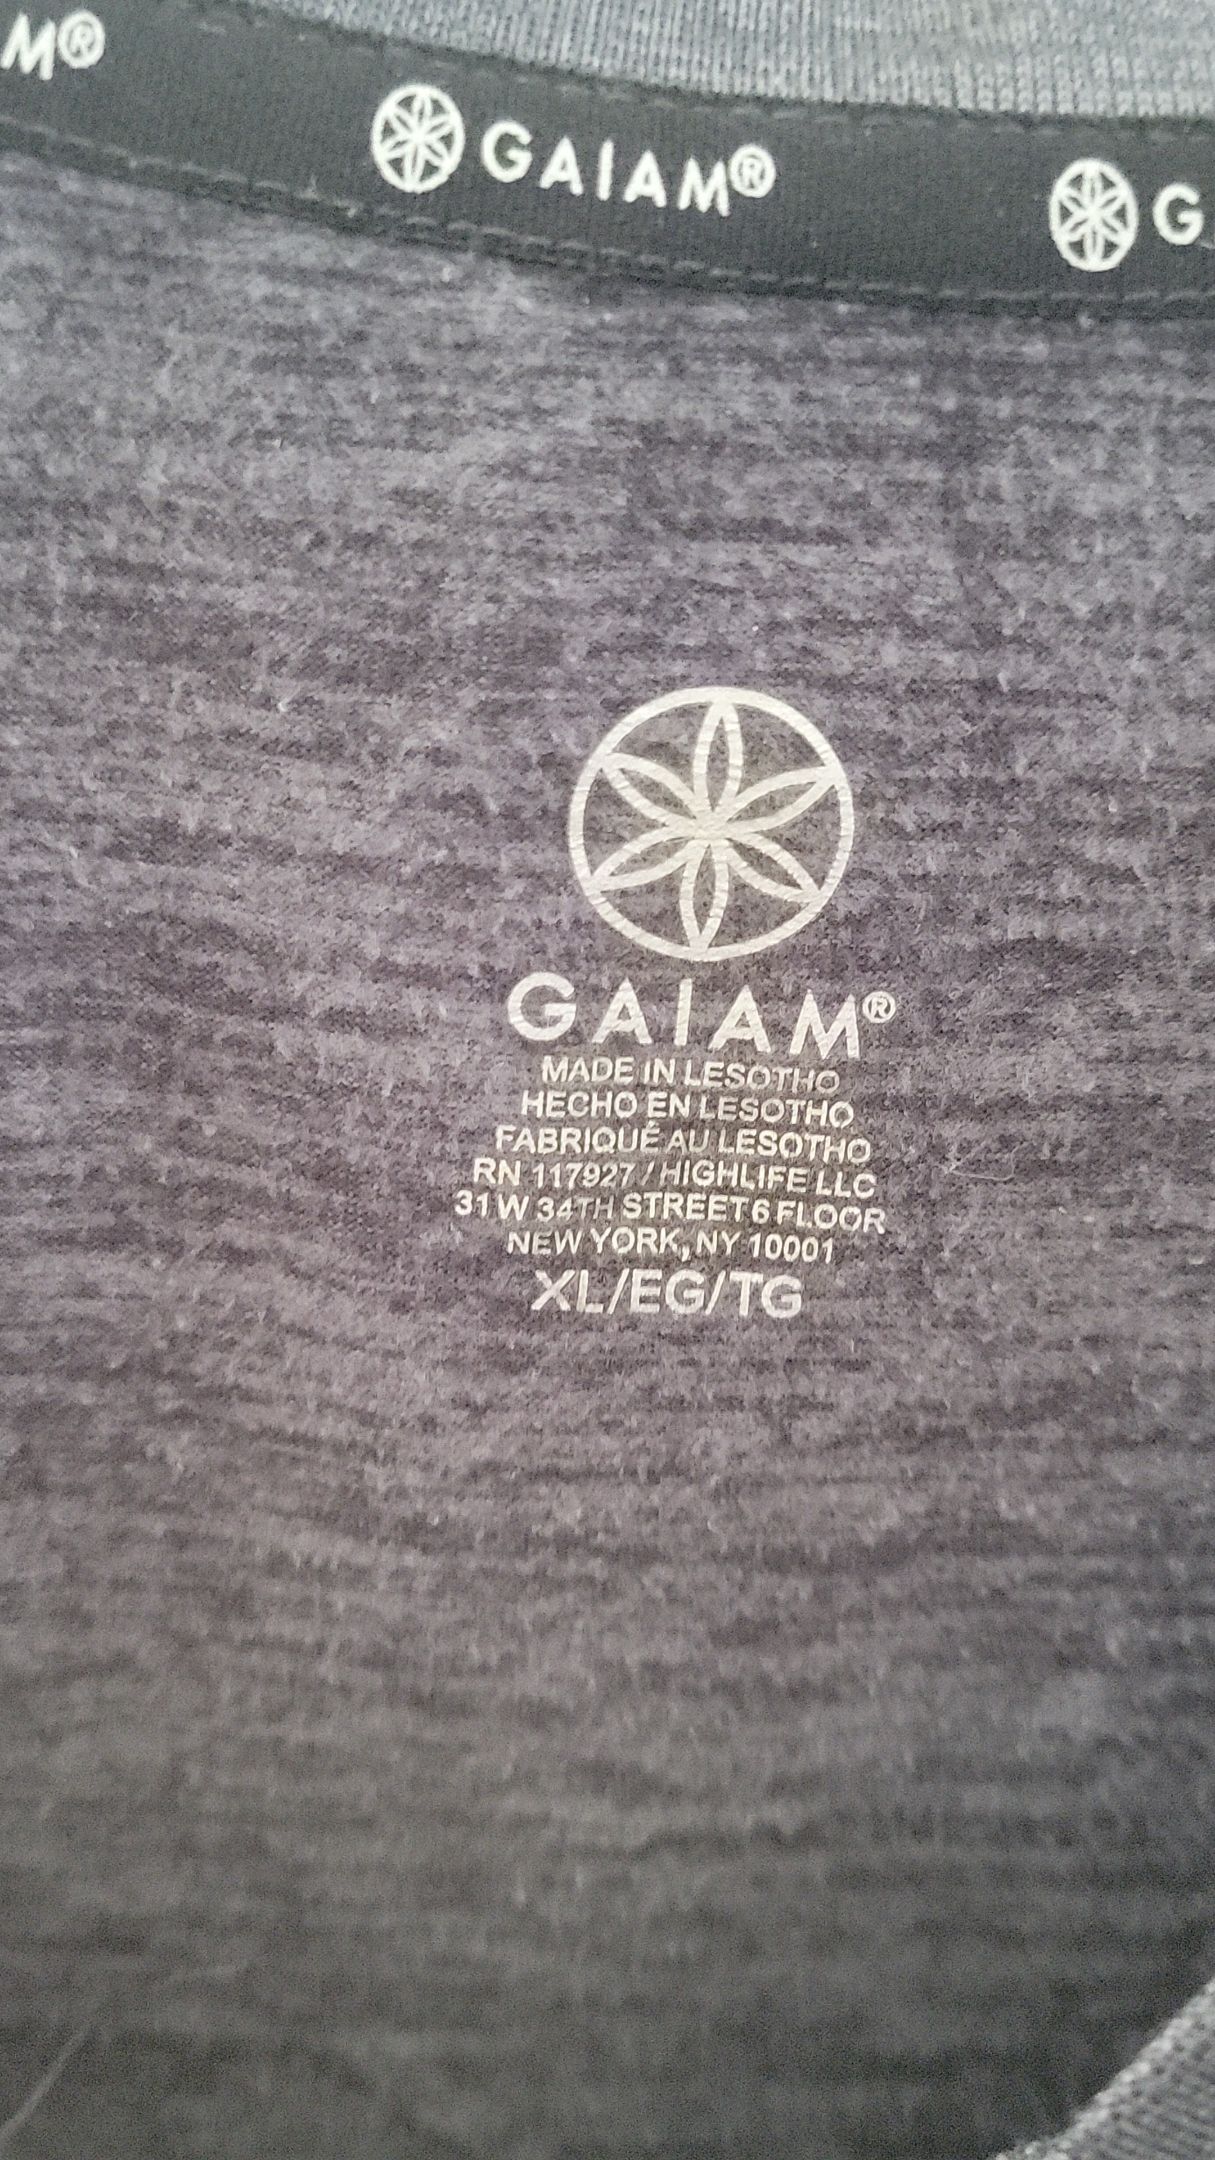 M®
GAIAM®
G
GAIAM®
MADE IN LESOTHO
HECHO EN LESOTHO
FABRIQUÉ AU LESOTHO
RN 117927 / HIGHLIFE LLC
31 W 34TH STREET 6 FLOOR
NEW YORK, NY 10001
XL/EG/TG